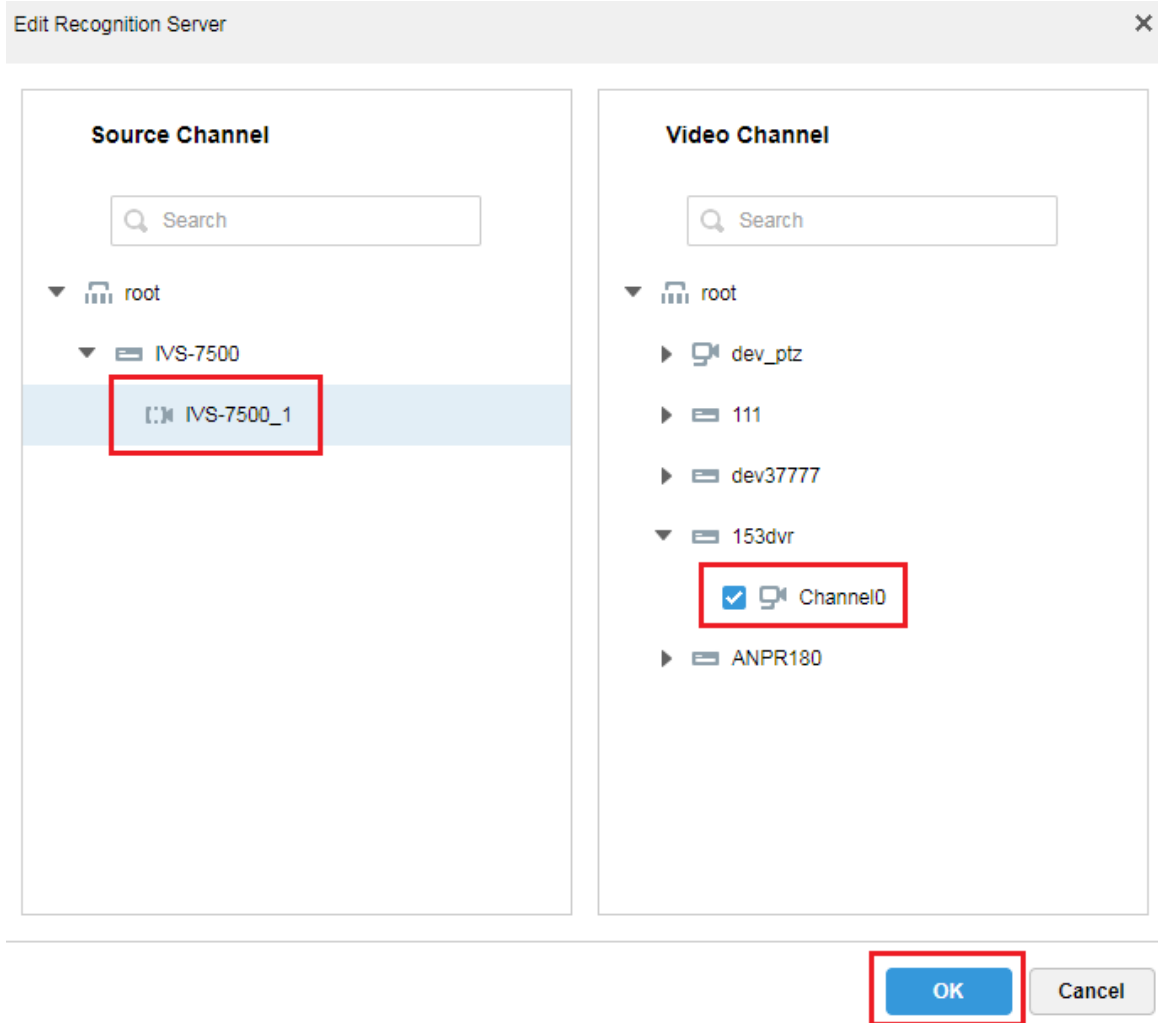 Edit Recognition Server
Source Channel
Search
root
IVS-7500
IVS-7500_1
Video Channel
Search
root
dev_ptz
111
dev37777
153dvr
Channel0
ANPR180
OK
Cancel